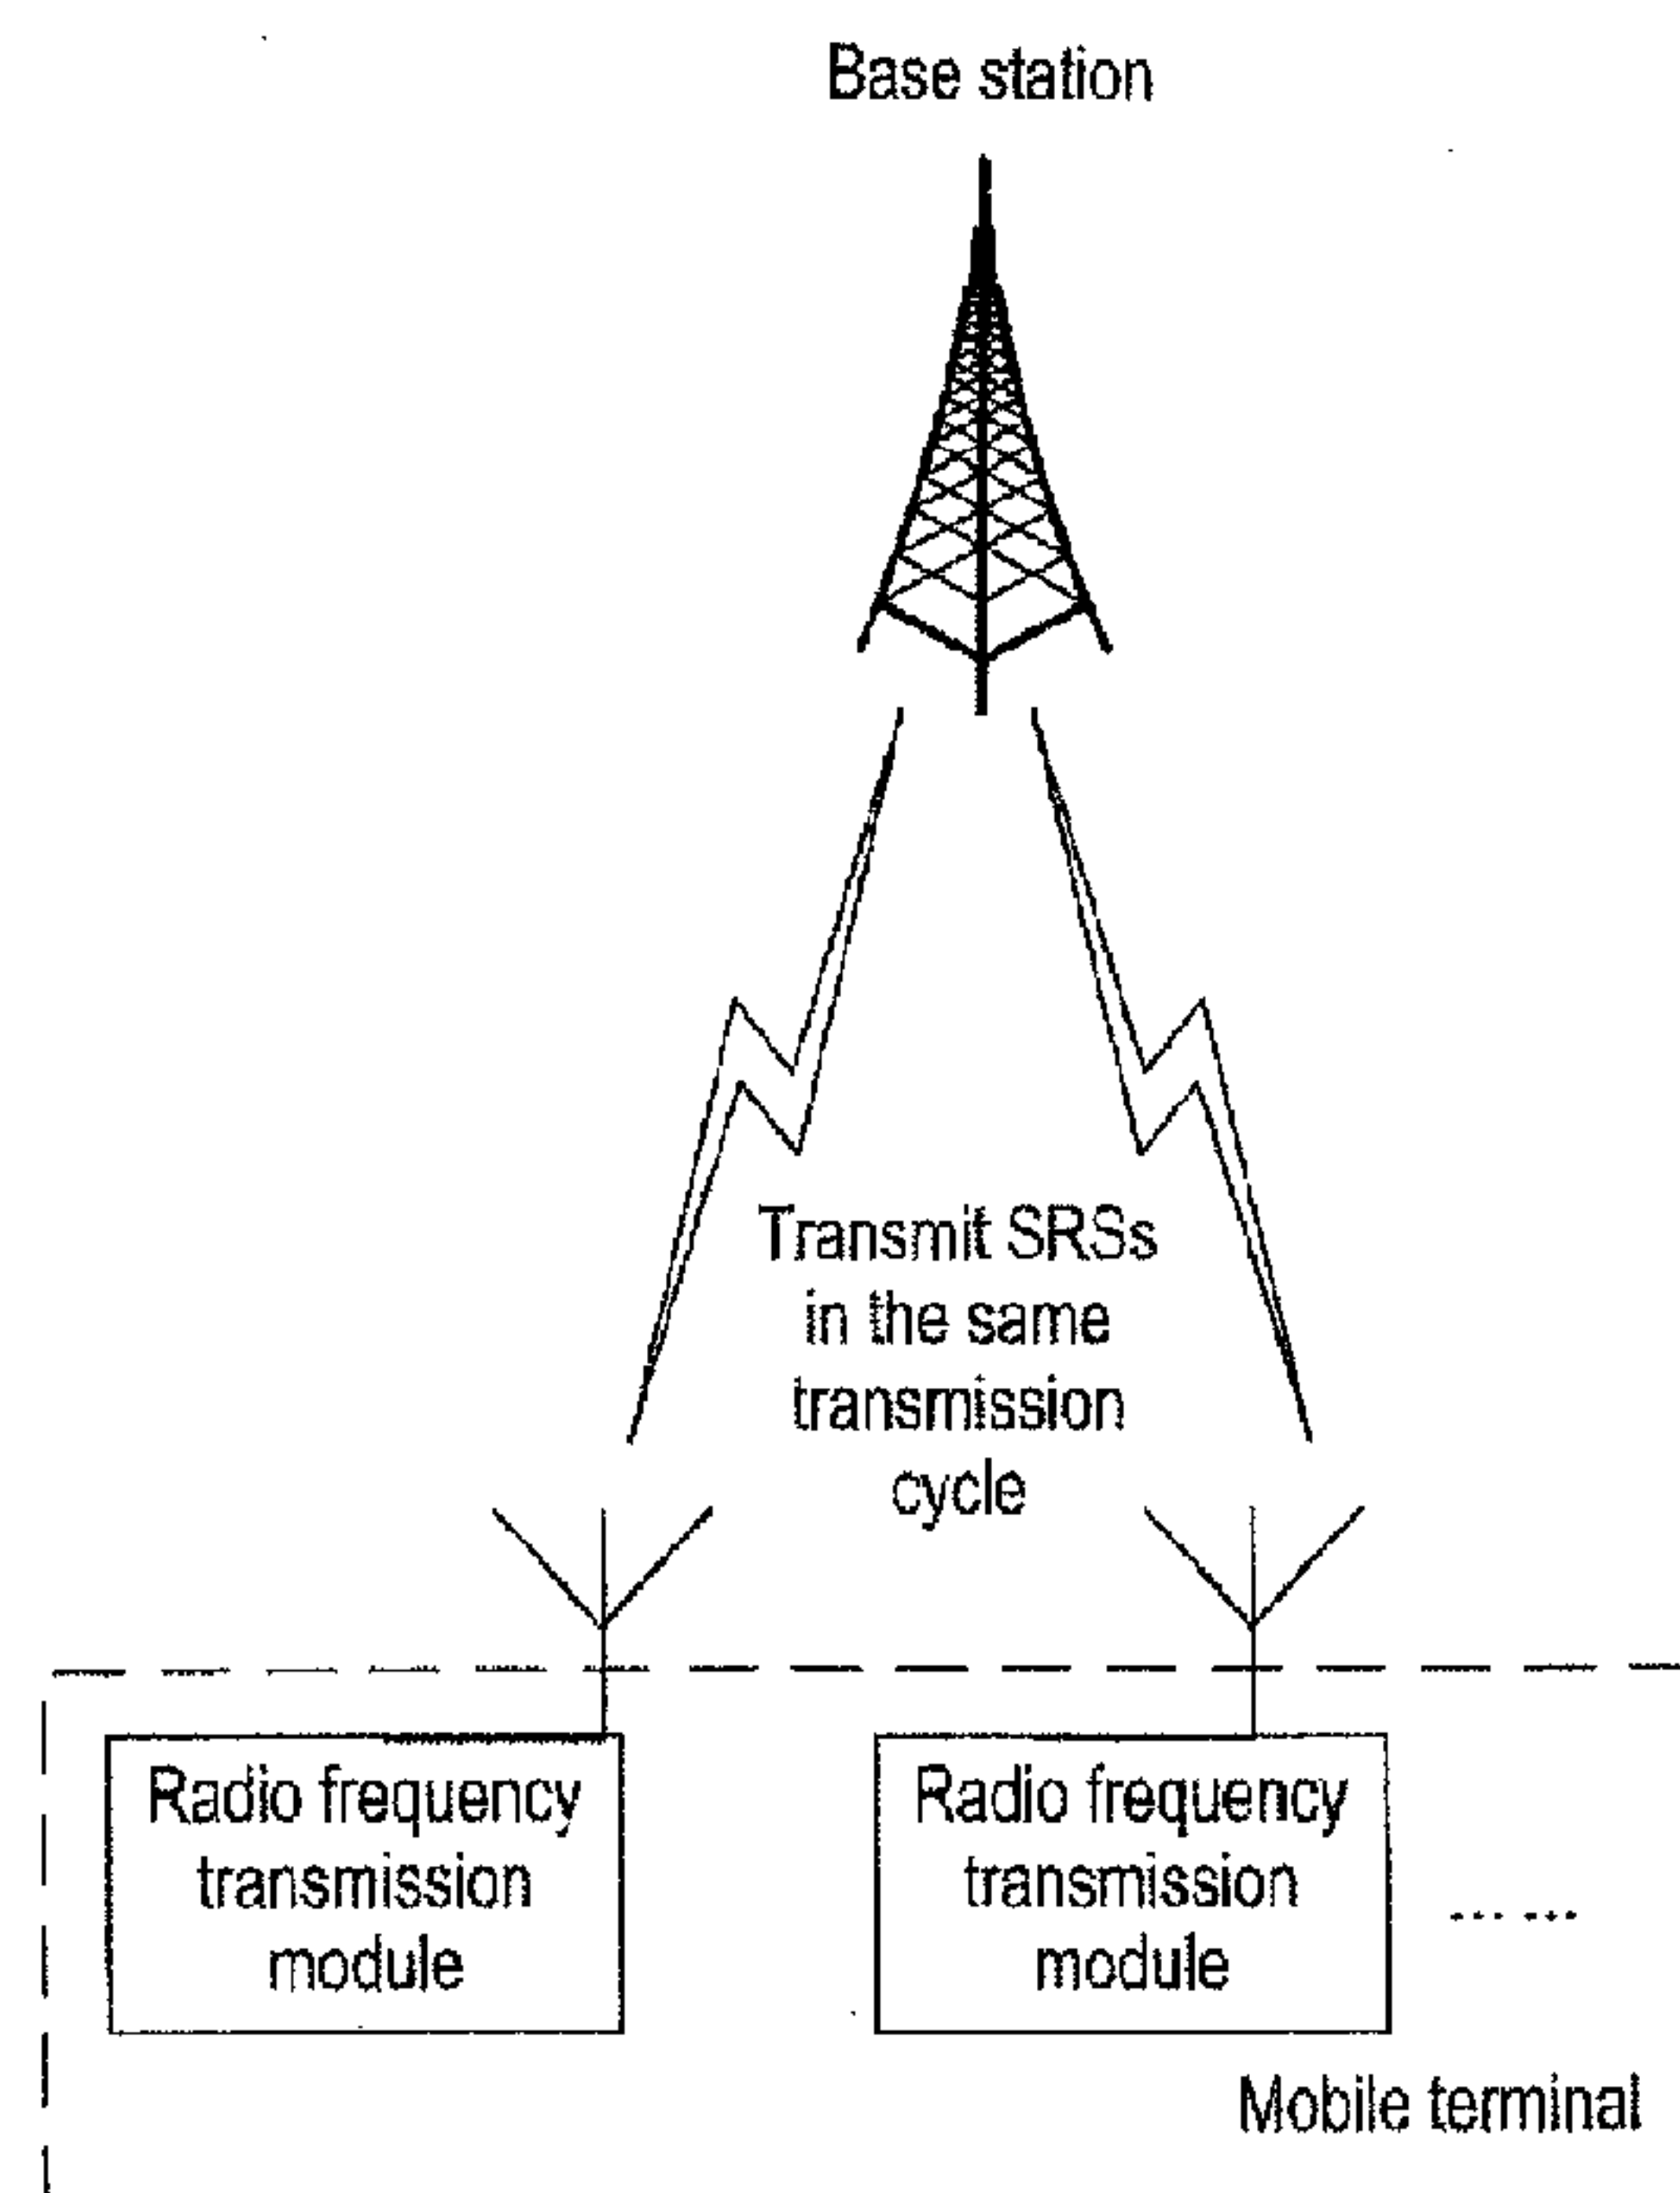 Base station
Transmit SRSs
in the same
transmission
cycle
Radio frequency
transmission
module
Radio frequency
transmission
module
……
Mobile terminal